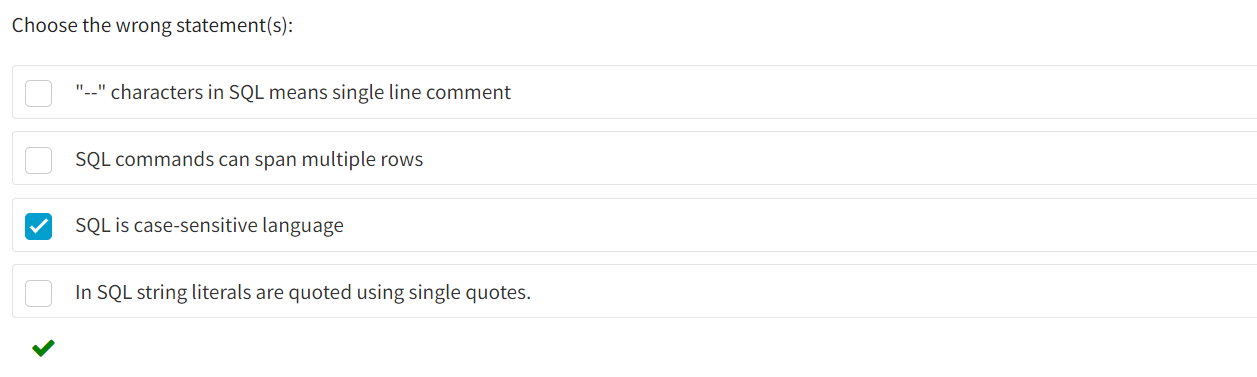 Choose the wrong statement(s):
"--" characters in SQL means single line comment
SQL commands can span multiple rows
SQL is case-sensitive language
In SQL string literals are quoted using single quotes.